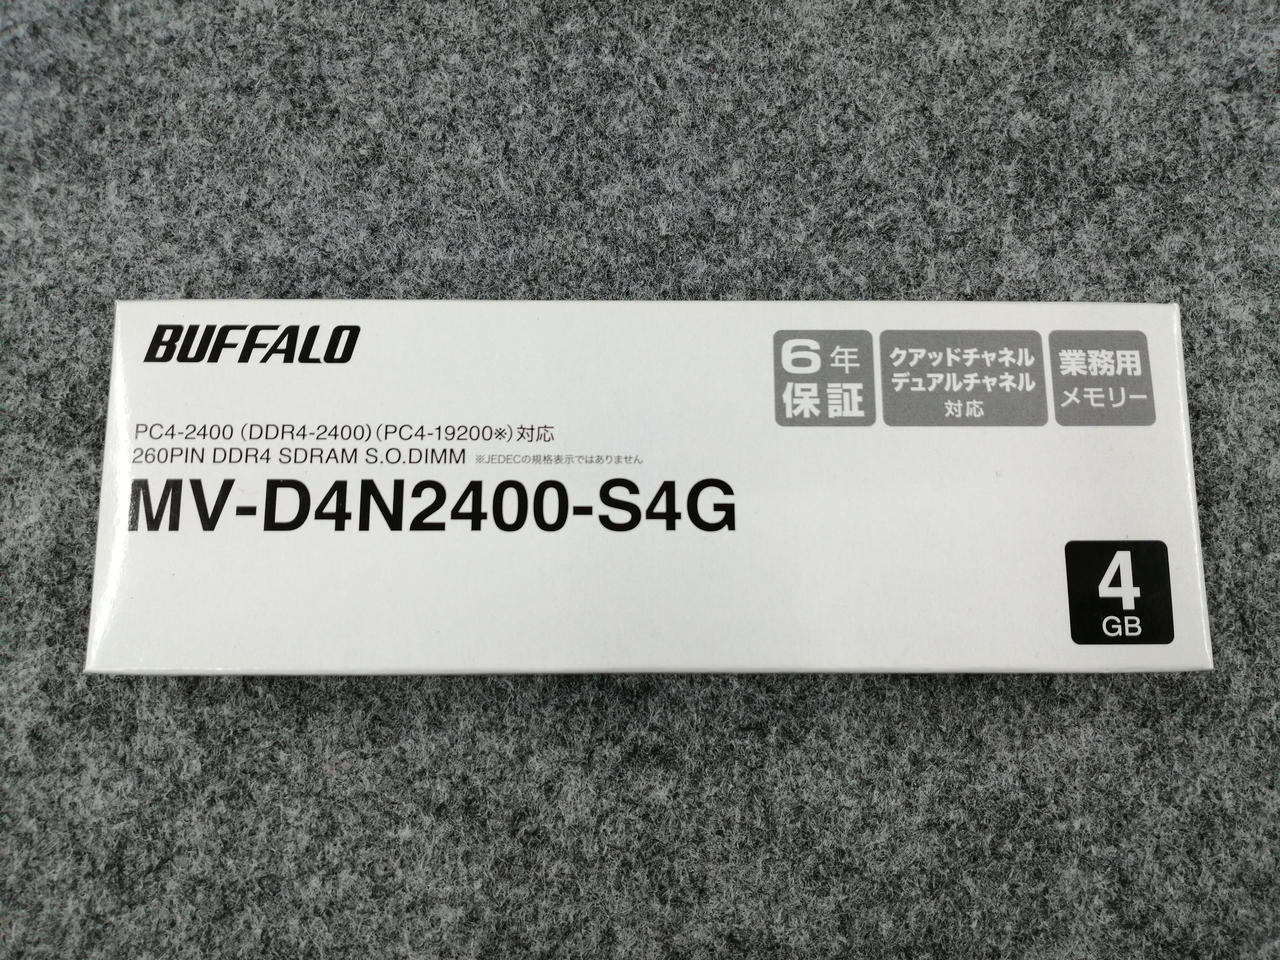 BUFFALO
6年
保証
クアッドチャネル
デュアルチャネル
対応
業務用
メモリー
PC4-2400 (DDR4-2400)(PC4-19200※)対応
260PIN DDR4 SDRAM S.O.DIMM ※JEDECの規格表示ではありません
MV-D4N2400-S4G
4
GB